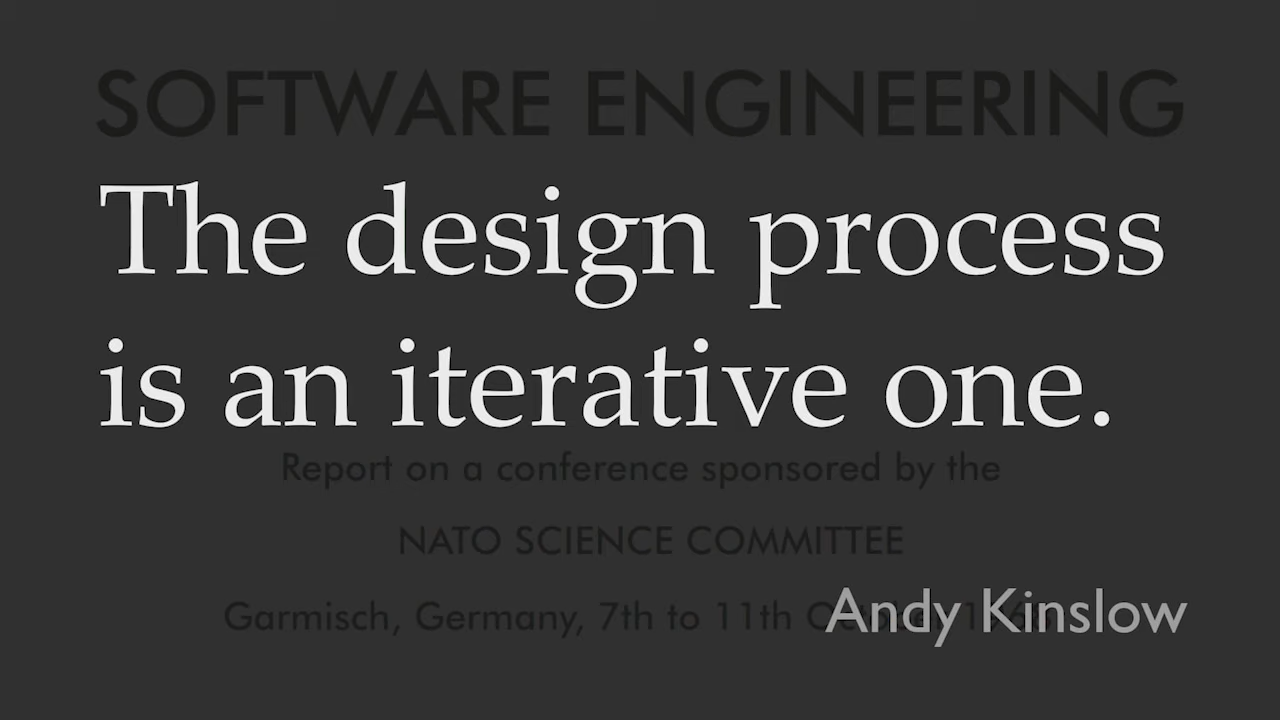 SOFTWARE ENGINEERING
The design process
is an iterative one.
Report on a conference sponsored by the
NATO SCIENCE COMMITTEE
Garmisch, Germany, 7th to 11th
Andy Kinslow